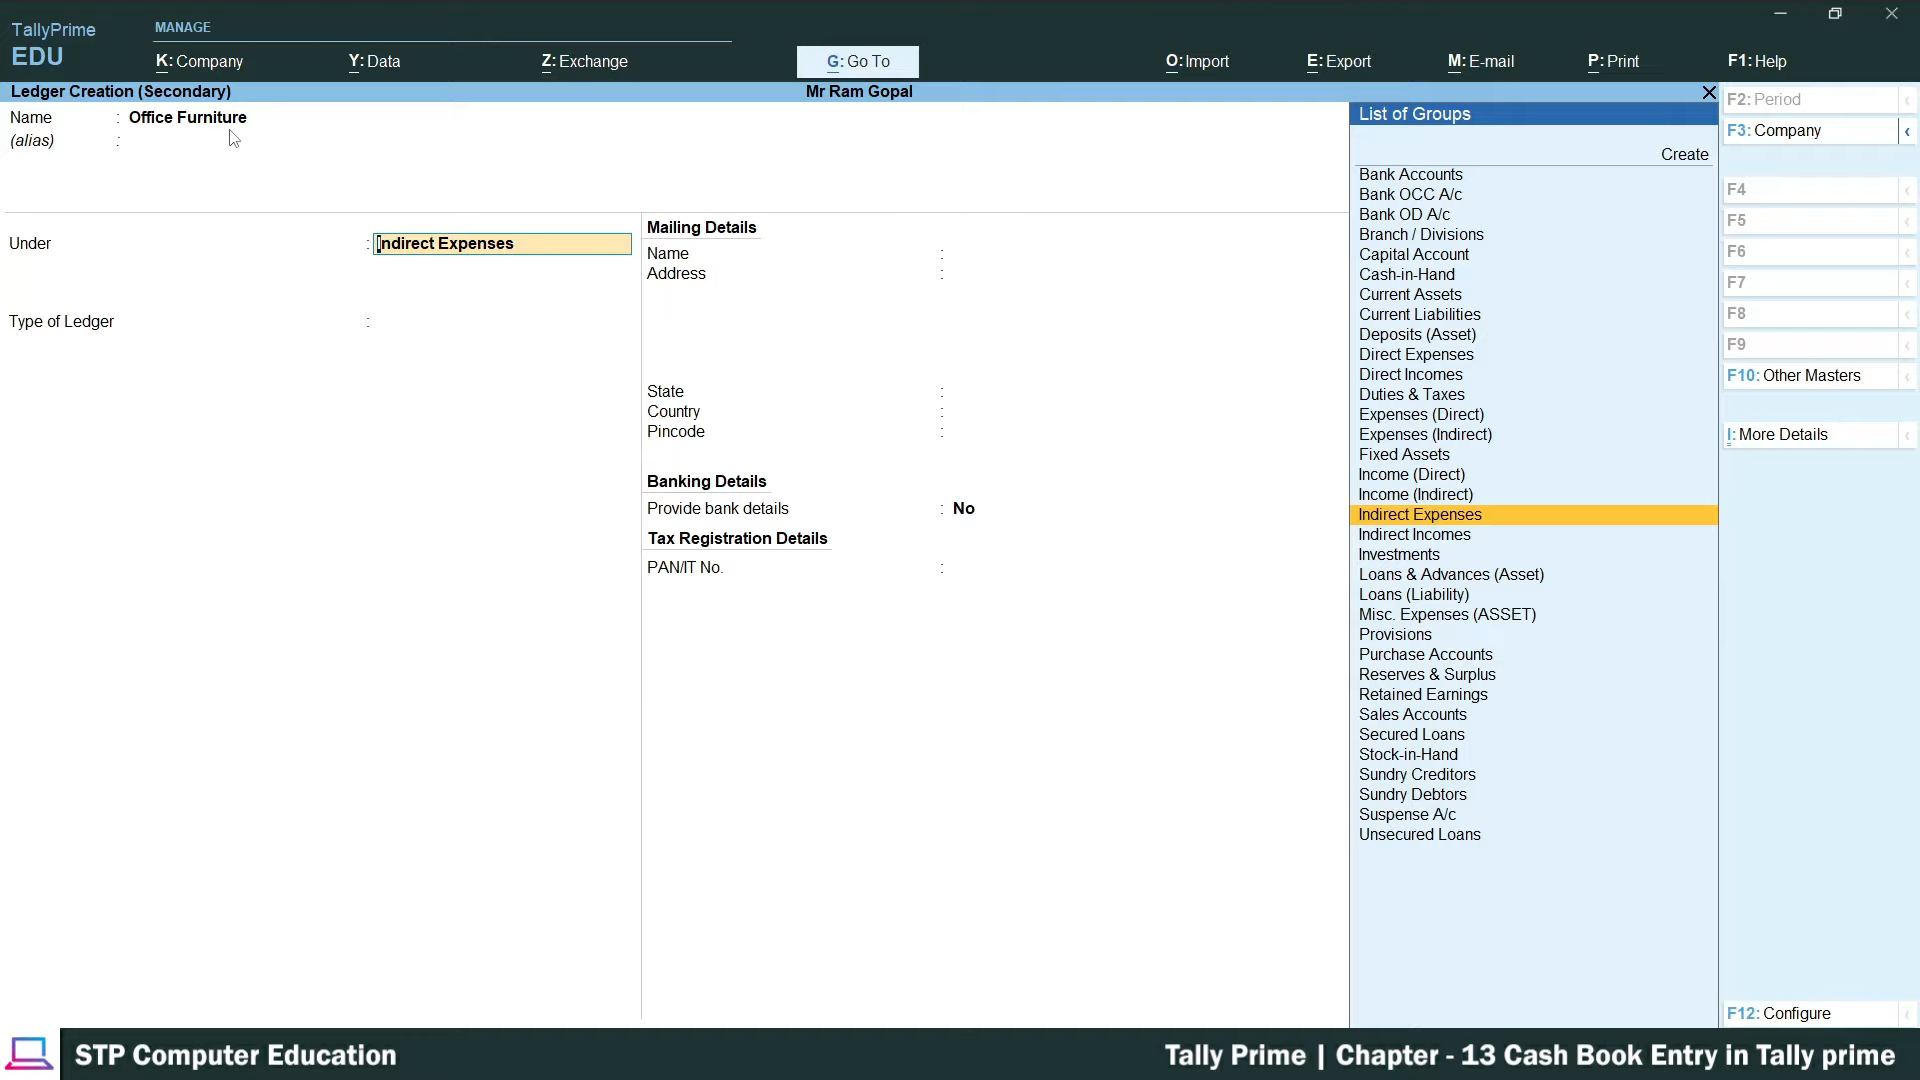 TallyPrime
EDU
MANAGE
K: Company
Y: Data
Z: Exchange
G: Go To
O: Import
E: Export
M: E-mail
P: Print
F1: Help
Ledger Creation (Secondary)
Mr Ram Gopal
Name : Office Furniture
(alias) :
Under : Indirect Expenses
Type of Ledger :
Mailing Details
Name :
Address :
State :
Country :
Pincode :
Banking Details
Provide bank details : No
Tax Registration Details
PAN/IT No. :
List of Groups
Create
Bank Accounts
Bank OCC A/c
Bank OD A/c
Branch / Divisions
Capital Account
Cash-in-Hand
Current Assets
Current Liabilities
Deposits (Asset)
Direct Expenses
Direct Incomes
Duties & Taxes
Expenses (Direct)
Expenses (Indirect)
Fixed Assets
Income (Direct)
Income (Indirect)
Indirect Expenses
Indirect Incomes
Investments
Loans & Advances (Asset)
Loans (Liability)
Misc. Expenses (ASSET)
Provisions
Purchase Accounts
Reserves & Surplus
Retained Earnings
Sales Accounts
Secured Loans
Stock-in-Hand
Sundry Creditors
Sundry Debtors
Suspense A/c
Unsecured Loans
F2: Period
F3: Company
F4
F5
F6
F7
F8
F9
F10: Other Masters
I: More Details
F12: Configure
STP Computer Education
Tally Prime | Chapter - 13 Cash Book Entry in Tally prime